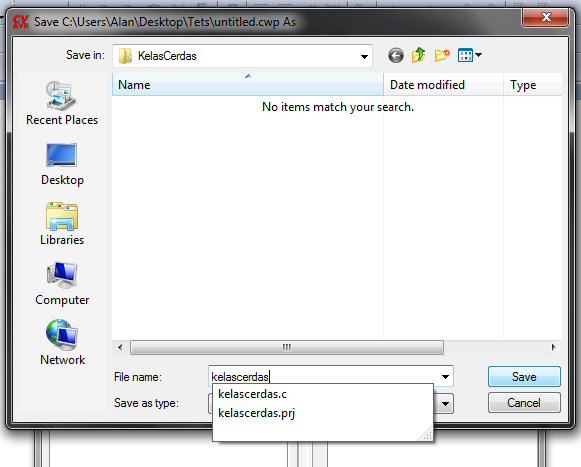 Save C:\Users\Alan\Desktop\Tets\untitled.cwp As
Save in: KelasCerdas
Name Date modified Type
No items match your search.
Recent Places
Desktop
Libraries
Computer
Network
File name: kelascerdas Save
Save as type: Cancel
kelascerdas.c
kelascerdas.prj